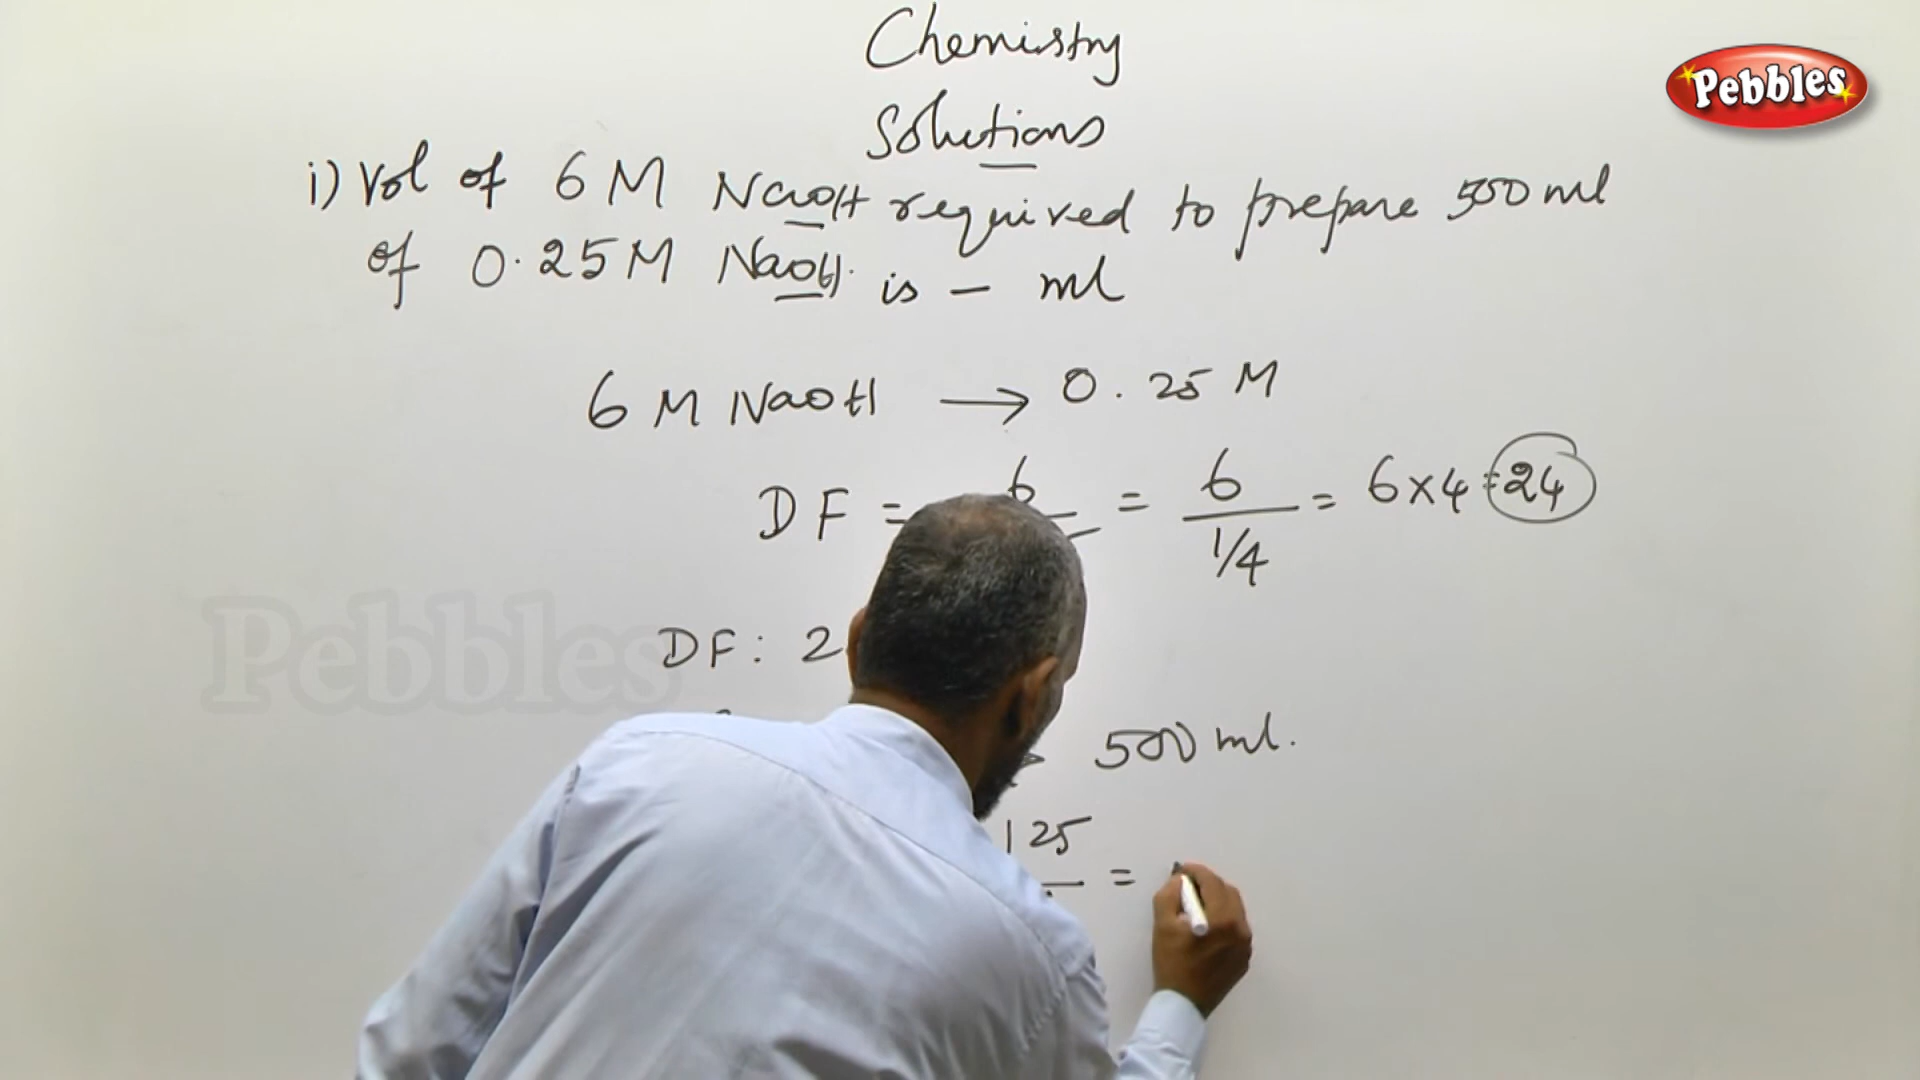 Chemistry
Pebbles
Solutions
i) Vol of 6 M NaOH required to prepare 500 ml
of 0.25 M NaOH is - ml
6 M NaOH → 0.25 M
DF = 6 = 6 / 1/4 = 6×4 = 24
Pebbles
DF: 2
500 ml.
125 =